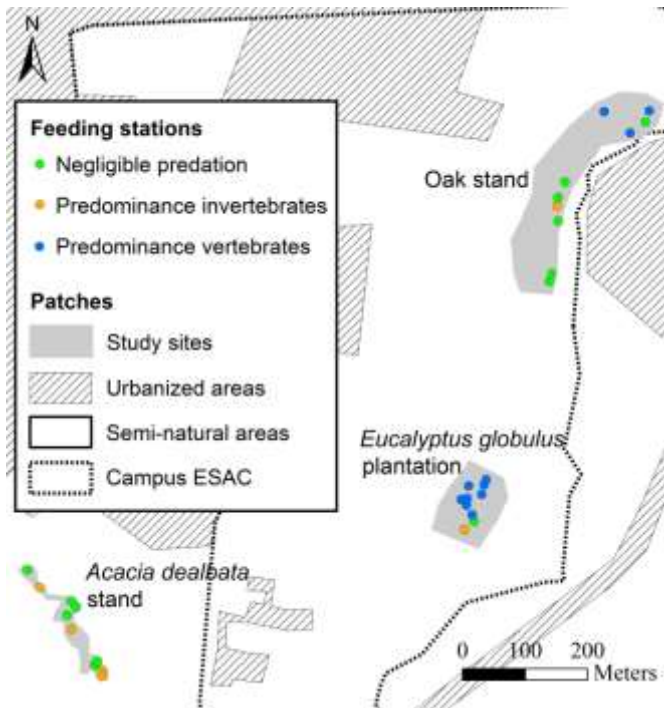 N
Feeding stations
Negligible predation
Predominance invertebrates
Predominance vertebrates
Patches
Study sites
Urbanized areas
Semi-natural areas
Campus ESAC
Oak stand
Eucalyptus globulus
plantation
Acacia dealbata
stand
0 100 200
Meters